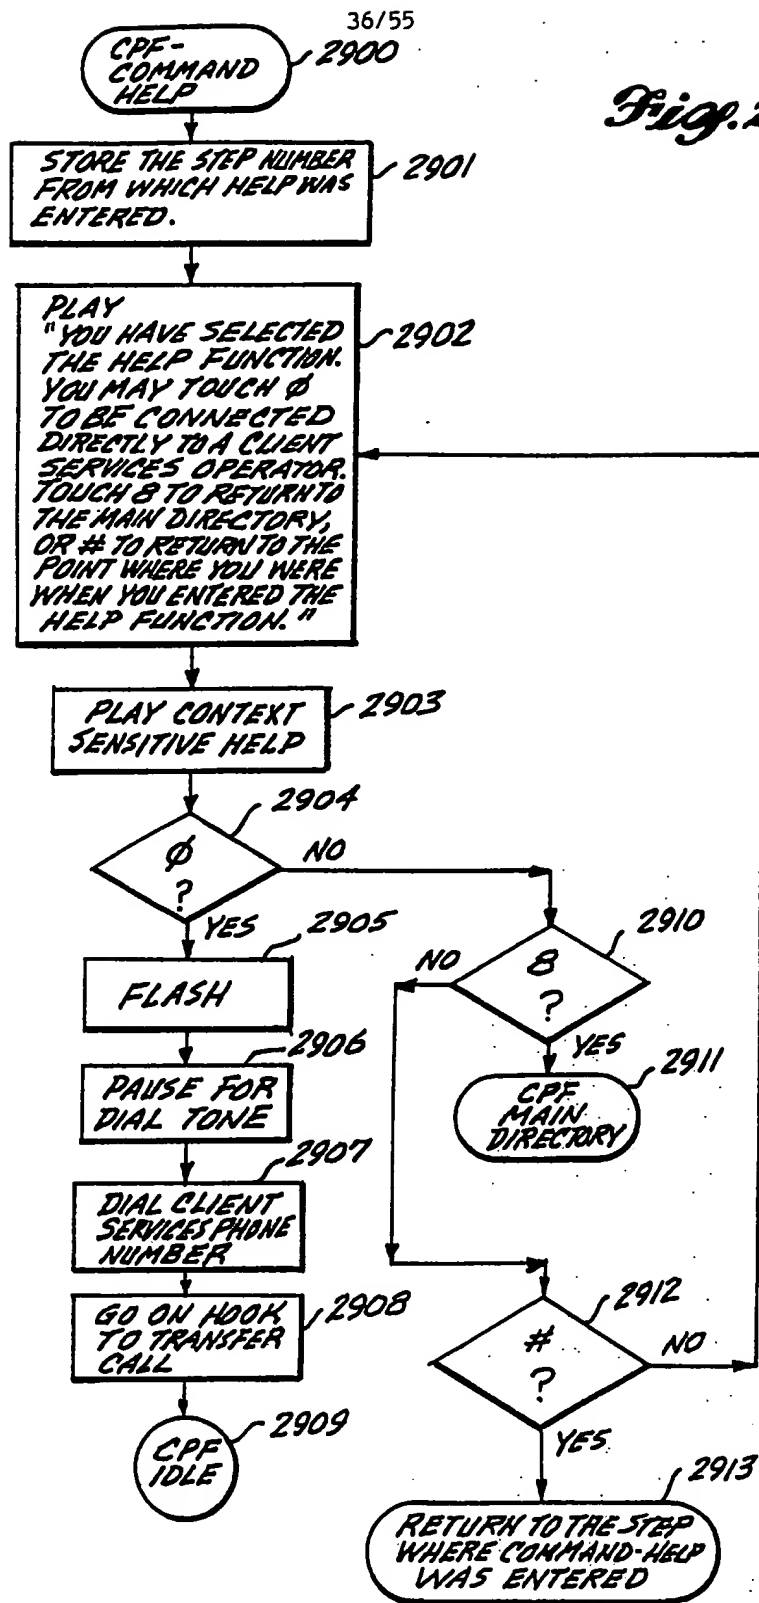 36/55
CPF-
COMMAND
HELP
2900
STORE THE STEP NUMBER
FROM WHICH HELP WAS
ENTERED.
2901
PLAY
"YOU HAVE SELECTED
THE HELP FUNCTION.
YOU MAY TOUCH Ø
TO BE CONNECTED
DIRECTLY TO A CLIENT
SERVICES OPERATOR.
TOUCH 8 TO RETURN TO
THE MAIN DIRECTORY,
OR # TO RETURN TO THE
POINT WHERE YOU WERE
WHEN YOU ENTERED THE
HELP FUNCTION."
2902
PLAY CONTEXT
SENSITIVE HELP
2903
Ø
?
2904
NO
YES
FLASH
2905
PAUSE FOR
DIAL TONE
2906
DIAL CLIENT
SERVICES PHONE
NUMBER
2907
GO ON HOOK
TO TRANSFER
CALL
2908
CPF
IDLE
2909
8
?
2910
NO
YES
CPF
MAIN
DIRECTORY
2911
#
?
2912
NO
YES
RETURN TO THE STEP
WHERE COMMAND-HELP
WAS ENTERED
2913
Fig.